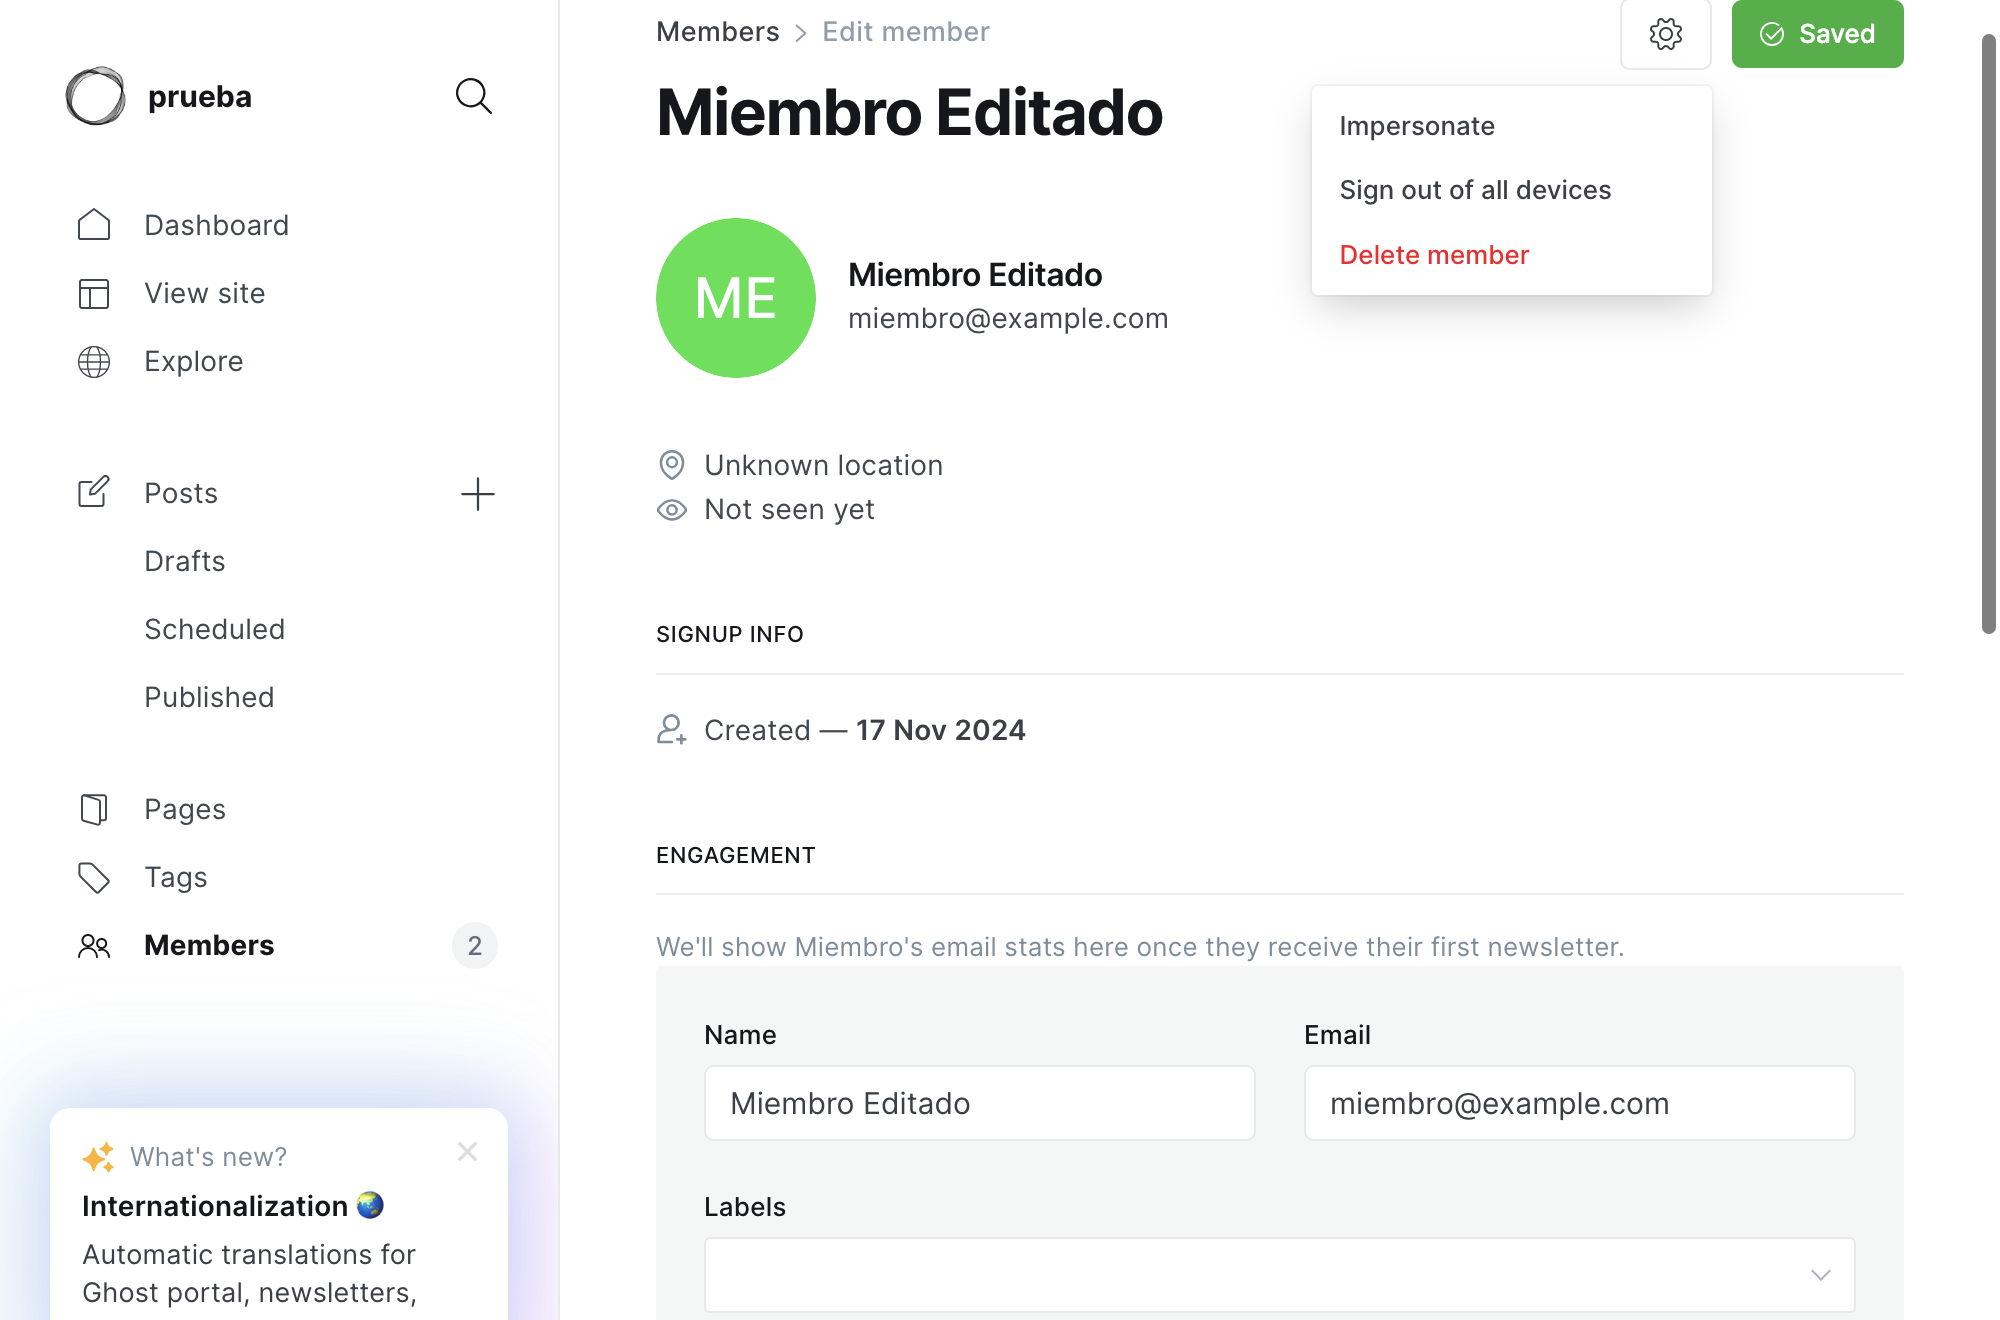 prueba
Dashboard
View site
Explore
Posts
Drafts
Scheduled
Published
Pages
Tags
Members
2
What's new?
Internationalization
Automatic translations for
Ghost portal, newsletters,
Members > Edit member
Saved
Miembro Editado
Impersonate
Sign out of all devices
Delete member
ME
Miembro Editado
miembro@example.com
Unknown location
Not seen yet
SIGNUP INFO
Created — 17 Nov 2024
ENGAGEMENT
We'll show Miembro's email stats here once they receive their first newsletter.
Name
Email
Miembro Editado
miembro@example.com
Labels